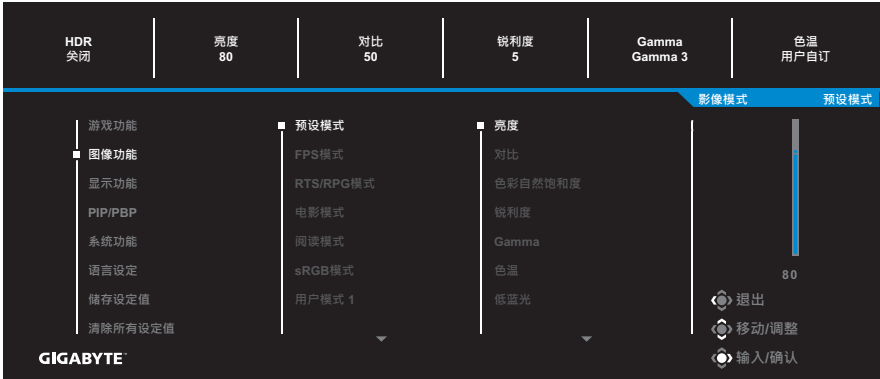 HDR
关闭
亮度
80
对比
50
锐利度
5
Gamma
Gamma 3
色温
用户自订
影像模式 预设模式
游戏功能
图像功能
显示功能
PIP/PBP
系统功能
语言设定
储存设定值
清除所有设定值
预设模式
FPS模式
RTS/RPG模式
电影模式
阅读模式
sRGB模式
用户模式 1
亮度
对比
色彩自然饱和度
锐利度
Gamma
色温
低蓝光
80
退出
移动/调整
输入/确认
GIGABYTE™